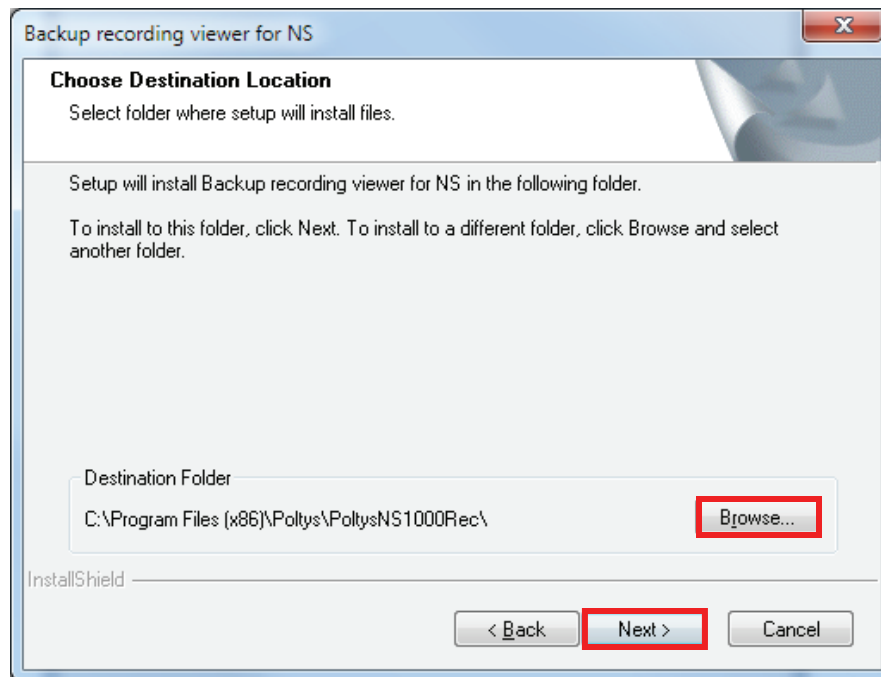 Backup recording viewer for NS
X
Choose Destination Location
Select folder where setup will install files.
Setup will install Backup recording viewer for NS in the following folder.
To install to this folder, click Next. To install to a different folder, click Browse and select
another folder.
Destination Folder
C:\Program Files (x86)\Poltys\PoltysNS1000Rec\
Browse...
InstallShield
< Back
Next >
Cancel